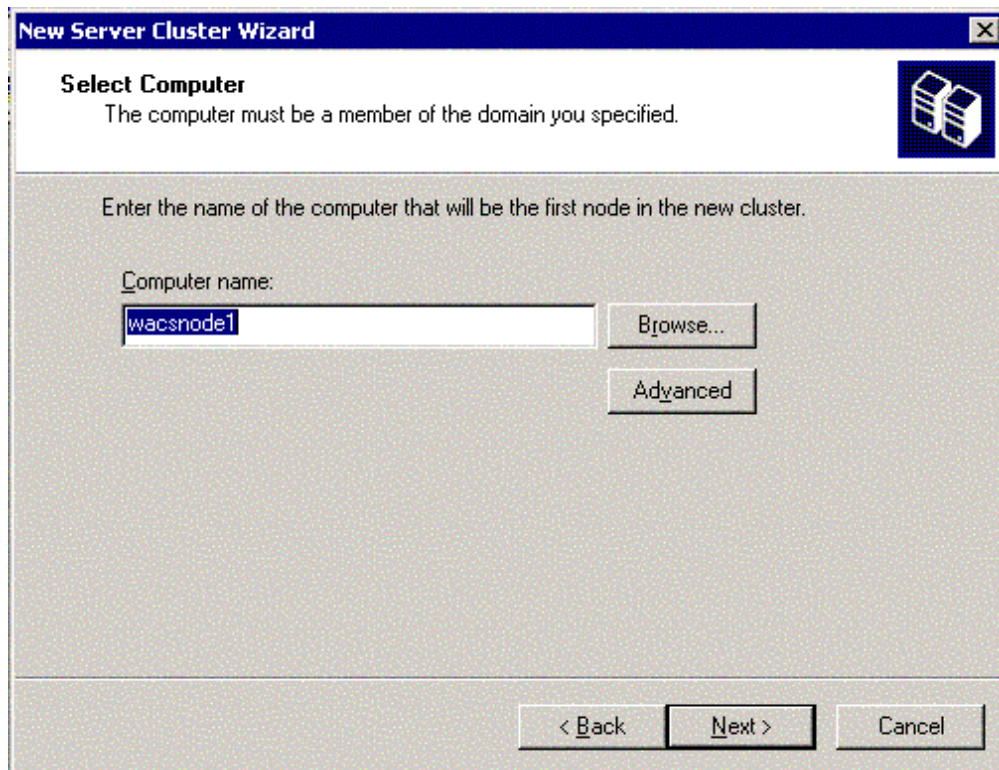 New Server Cluster Wizard
Select Computer
The computer must be a member of the domain you specified.
Enter the name of the computer that will be the first node in the new cluster.
Computer name:
wacsnode1
Browse...
Advanced
< Back
Next >
Cancel